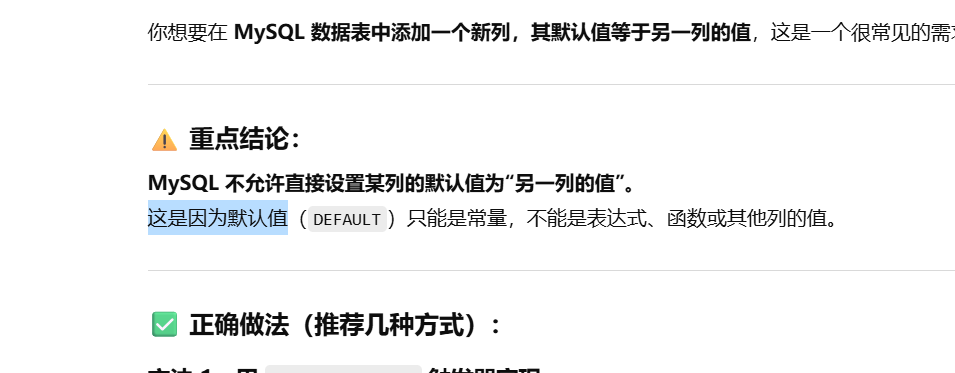 你想要在 MySQL 数据表中添加一个新列，其默认值等于另一列的值，这是一个很常见的需
重点结论：
MySQL 不允许直接设置某列的默认值为“另一列的值”。
这是因为默认值（DEFAULT）只能是常量，不能是表达式、函数或其他列的值。
正确做法（推荐几种方式）：